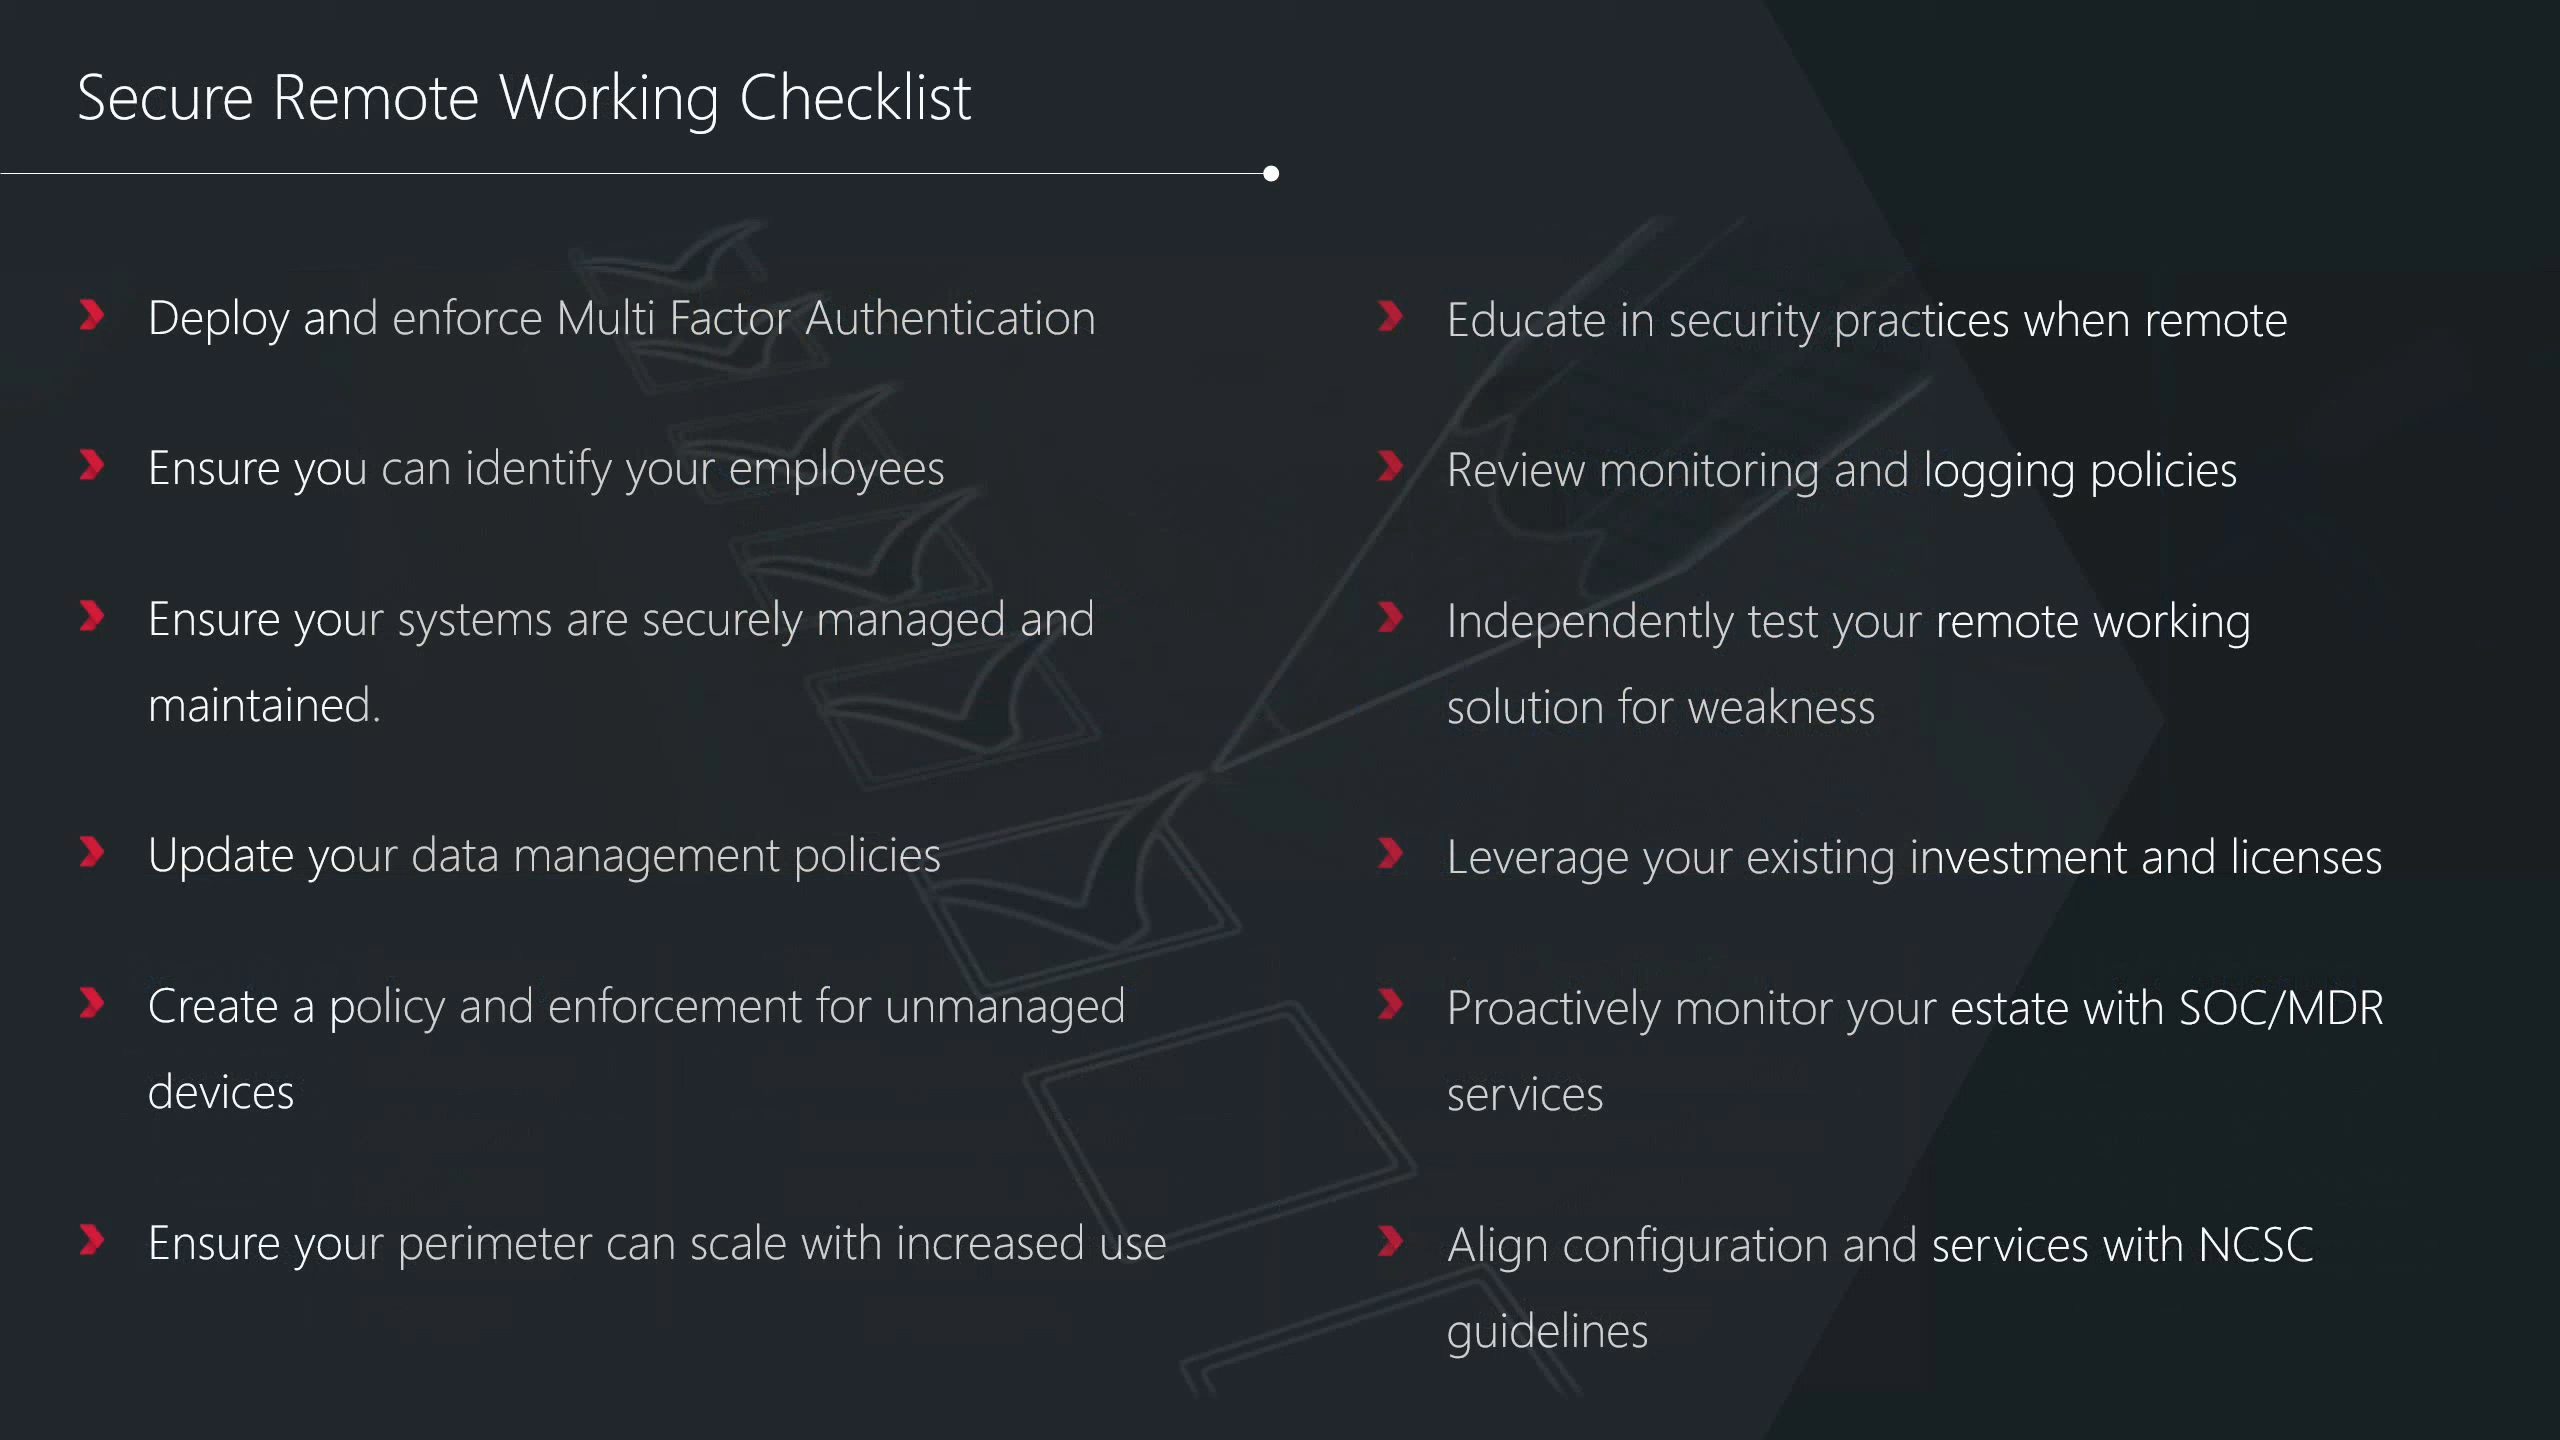 Secure Remote Working Checklist
Deploy and enforce Multi Factor Authentication
Ensure you can identify your employees
Ensure your systems are securely managed and
maintained.
Update your data management policies
Create a policy and enforcement for unmanaged
devices
Ensure your perimeter can scale with increased use
Educate in security practices when remote
Review monitoring and logging policies
Independently test your remote working
solution for weakness
Leverage your existing investment and licenses
Proactively monitor your estate with SOC/MDR
services
Align configuration and services with NCSC
guidelines